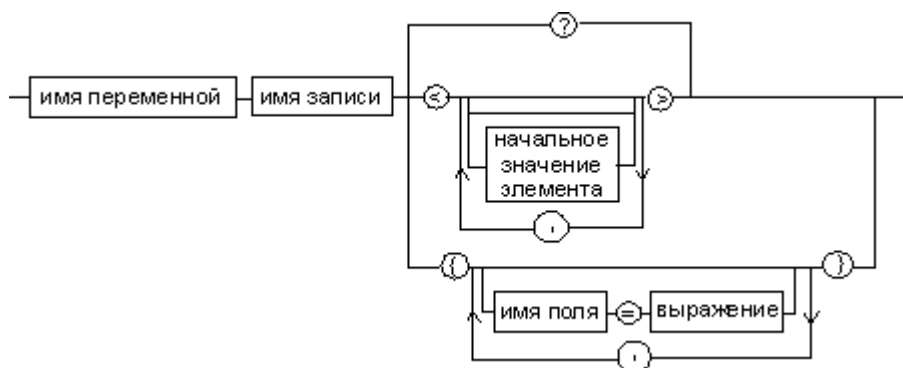 ?
имя переменной имя записи < >
начальное
значение
элемента
,
{ }
имя поля = выражение
,